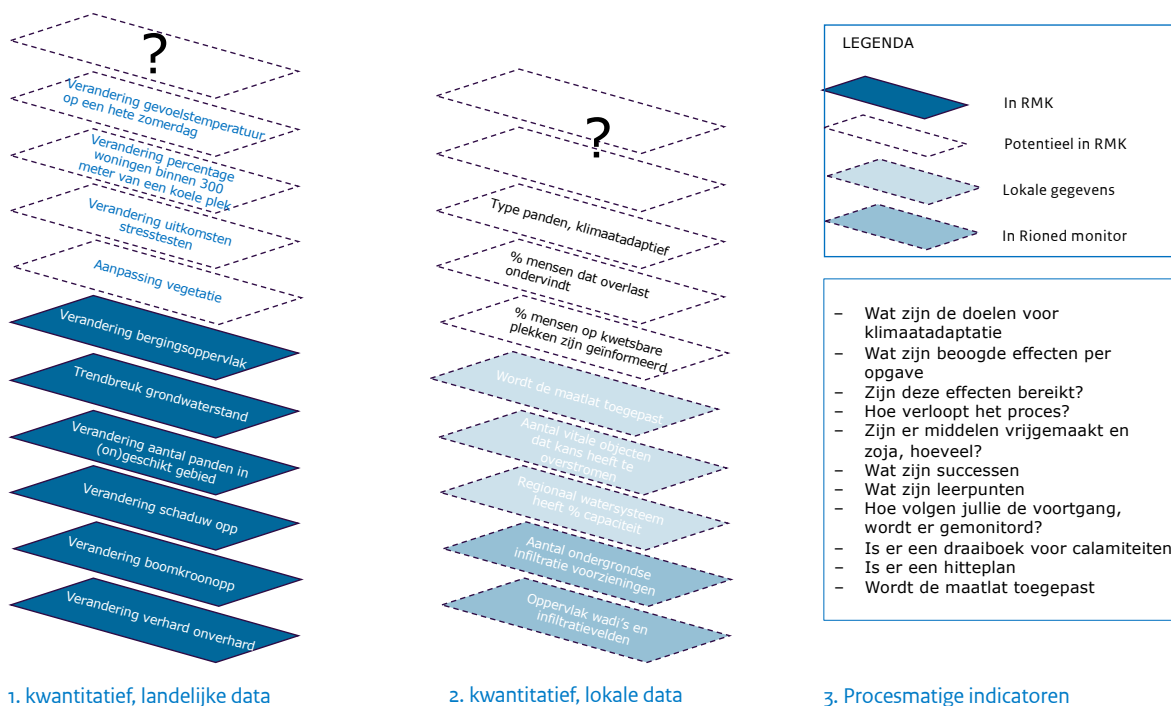 ?
Verandering gevoelstemperatuur
op een hete zomerdag
Verandering percentage
woningen binnen 300
meter van een koele plek
Verandering uitkomsten
stresstesten
Aanpassing vegetatie
Verandering bergingsoppervlak
Trendbreuk grondwaterstand
Verandering aantal panden in
(on)geschikt gebied
Verandering schaduw opp
Verandering boomkroonopp
Verandering verhard onverhard
1. kwantitatief, landelijke data
?
Type panden, klimaatadaptief
% mensen dat overlast
ondervindt
% mensen op kwetsbare
plekken zijn geïnformeerd
Wordt de maatlat toegepast
Aantal vitale objecten
dat kans heeft te
overstromen
Regionaal watersysteem
heeft % capaciteit
Aantal ondergrondse
infiltratie voorzieningen
Oppervlak wadi's en
infiltratievelden
2. kwantitatief, lokale data
LEGENDA
In RMK
Potentieel in RMK
Lokale gegevens
In Rioned monitor
– Wat zijn de doelen voor
klimaatadaptatie
– Wat zijn beoogde effecten per
opgave
– Zijn deze effecten bereikt?
– Hoe verloopt het proces?
– Zijn er middelen vrijgemaakt en
zoja, hoeveel?
– Wat zijn successen
– Wat zijn leerpunten
– Hoe volgen jullie de voortgang,
wordt er gemonitord?
– Is er een draaiboek voor calamiteiten
– Is er een hitteplan
– Wordt de maatlat toegepast
3. Procesmatige indicatoren